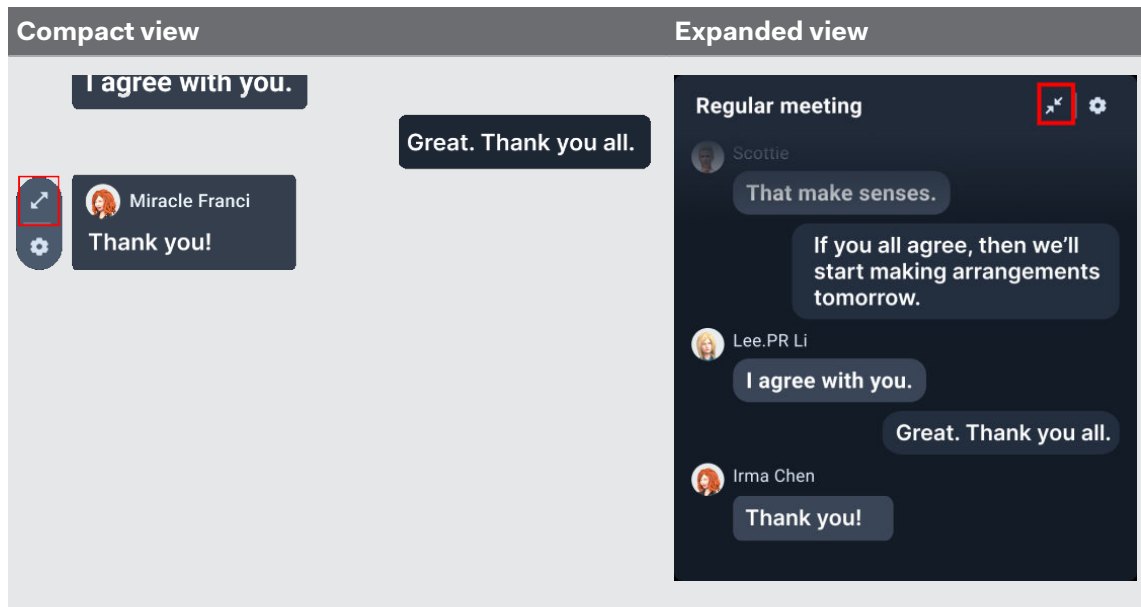 Compact view
Expanded view
I agree with you.
Great. Thank you all.
Miracle Franci
Thank you!
Regular meeting
Scottie
That make senses.
If you all agree, then we'll
start making arrangements
tomorrow.
Lee.PR Li
I agree with you.
Great. Thank you all.
Irma Chen
Thank you!